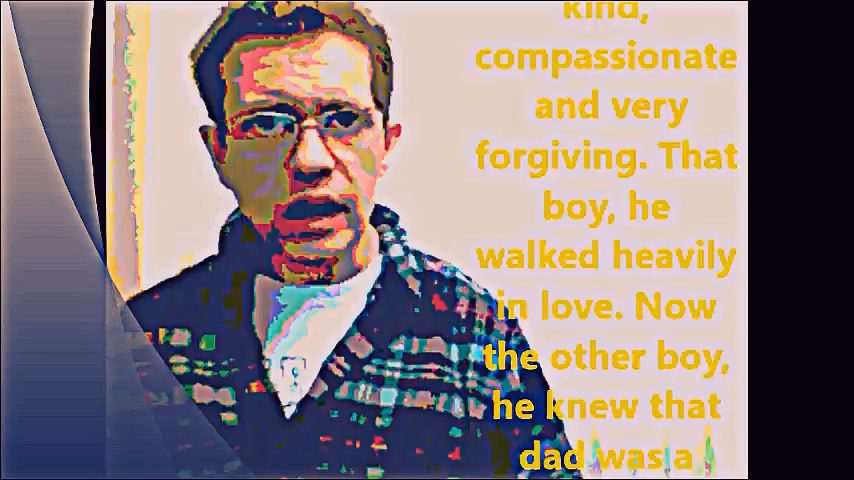 kind,
compassionate
and very
forgiving. That
boy, he
walked heavily
in love. Now
the other boy,
he knew that
dad was a